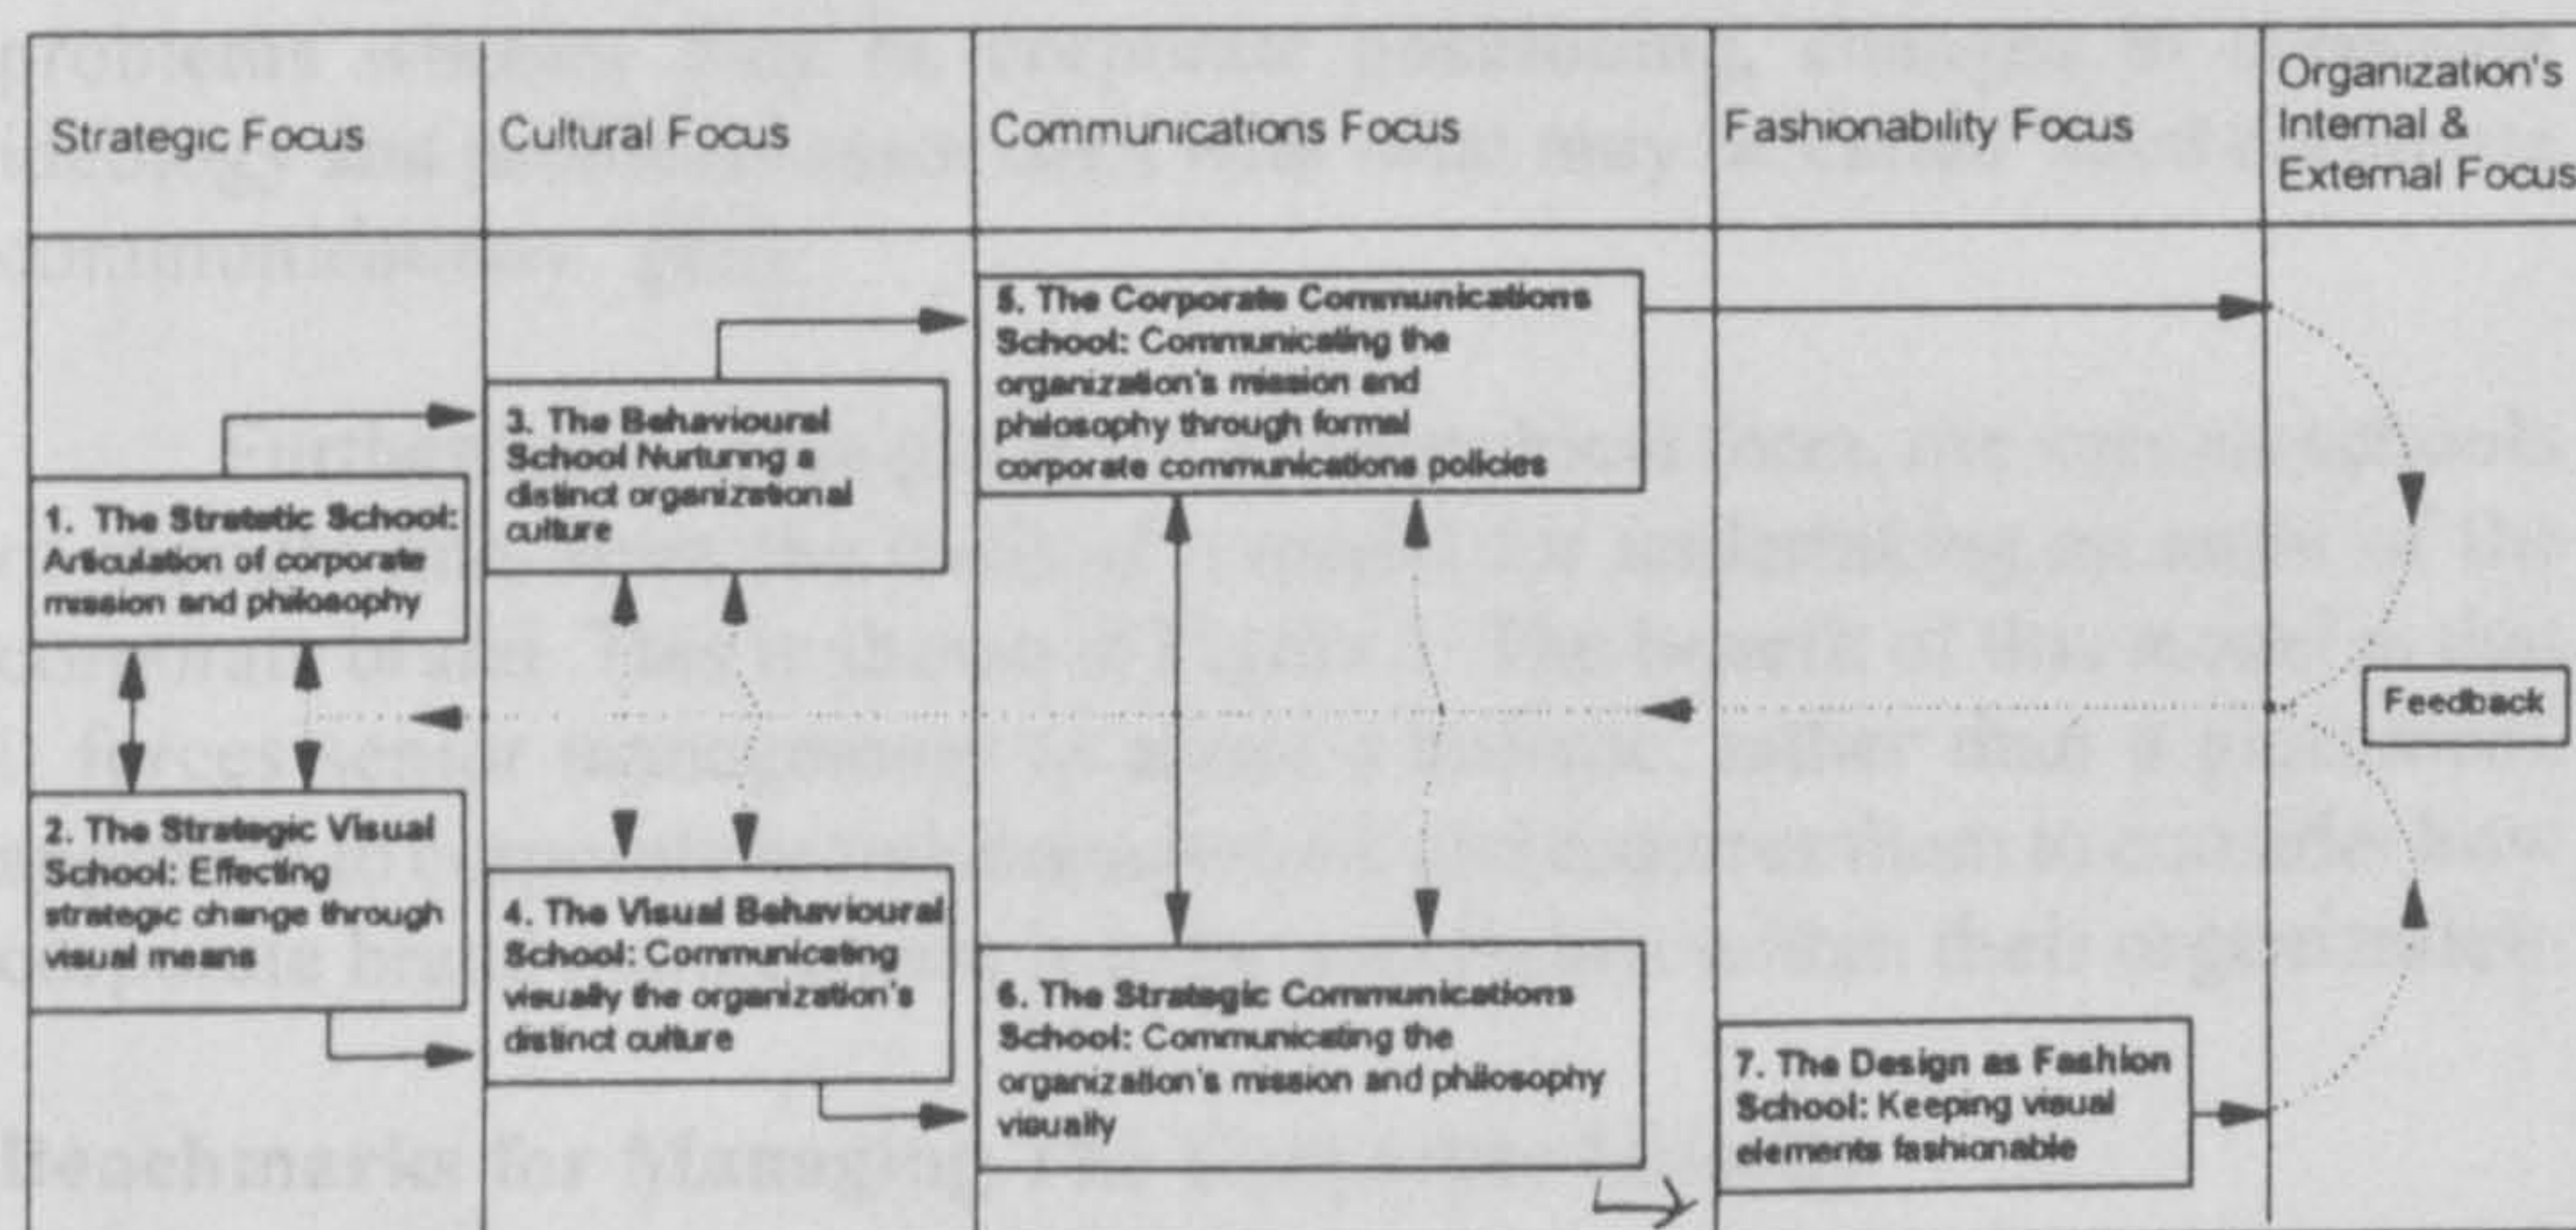 Strategic Focus
Cultural Focus
Communications Focus
Fashionability Focus
Organization's
Internal &
External Focus
1. The Stratetic School:
Articulation of corporate
mission and philosophy
2. The Strategic Visual
School: Effecting
strategic change through
visual means
3. The Behavioural
School Nurturing a
distinct organizational
culture
4. The Visual Behavioural
School: Communicating
visually the organization's
distinct culture
5. The Corporate Communications
School: Communicating the
organization's mission and
philosophy through formal
corporate communications policies
6. The Strategic Communications
School: Communicating the
organization's mission and philosophy
visually
7. The Design as Fashion
School: Keeping visual
elements fashionable
Feedback